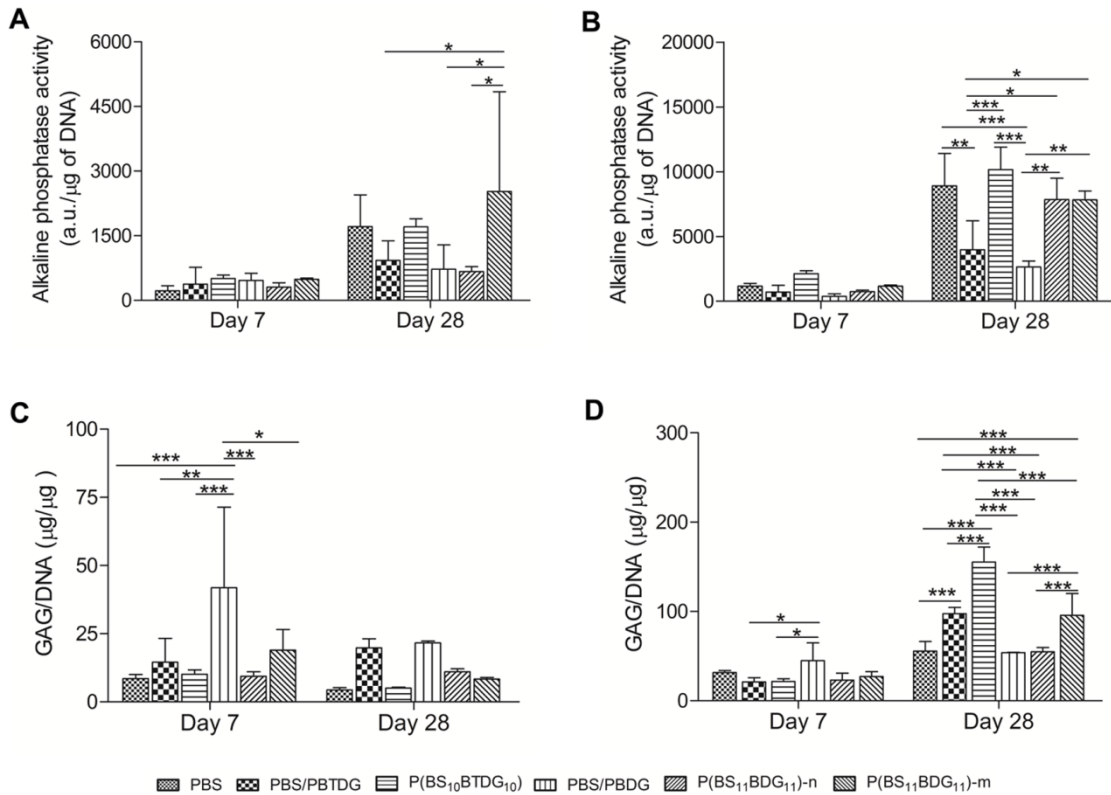 A
Alkaline phosphatase activity
(a.u./µg of DNA)
6000
4500
3000
1500
0
*
*
*
Day 7
Day 28
B
Alkaline phosphatase activity
(a.u./µg of DNA)
20000
15000
10000
5000
0
*
*
***
***
***
**
**
**
Day 7
Day 28
C
GAG/DNA (µg/µg)
100
75
50
25
0
*
***
***
**
***
Day 7
Day 28
D
GAG/DNA (µg/µg)
300
200
100
0
*
*
***
***
***
***
***
***
***
***
***
***
***
Day 7
Day 28
PBS PBS/PBTDG P(BS₁₀BTDG₁₀) PBS/PBDG P(BS₁₁BDG₁₁)-n P(BS₁₁BDG₁₁)-m